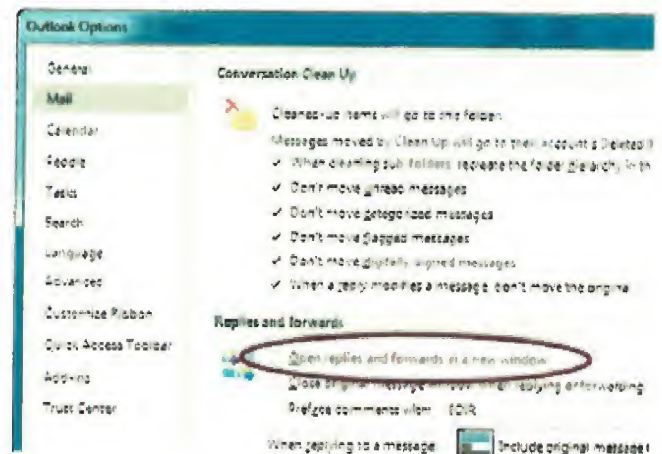 Outlook Options
General
Mail
Calendar
People
Tasks
Search
Language
Advanced
Customize Ribbon
Quick Access Toolbar
Add-ins
Trust Center
Conversation Clean Up
Cleaned-up items will go to this folder:
Messages moved by Clean Up will go to their account's Deleted I
When cleaning sub-folders, recreate the folder hierarchy in th
Don't move unread messages
Don't move categorized messages
Don't move flagged messages
Don't move digitally-signed messages
When a reply modifies a message, don't move the original
Replies and forwards
Open replies and forwards in a new window
Close original message window when replying or forwarding
Preface comments with:
When replying to a message: Include original message t